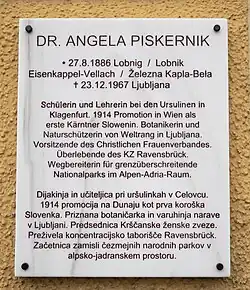 DR. ANGELA PISKERNIK
• 27.8.1886 Lobnig / Lobnik
Eisenkappel-Vellach / Železna Kapla-Bela
† 23.12.1967 Ljubljana
Schülerin und Lehrerin bei den Ursulinen in
Klagenfurt. 1914 Promotion in Wien als
erste Kärntner Slowenin. Botanikerin und
Naturschützerin von Weltrang in Ljubljana.
Vorsitzende des Christlichen Frauenverbandes.
Überlebende des KZ Ravensbrück.
Wegbereiterin für grenzüberschreitende
Nationalparks im Alpen-Adria-Raum.
Dijakinja in učiteljica pri uršulinkah v Celovcu.
1914 promocija na Dunaju kot prva koroška
Slovenka. Priznana botaničarka in varuhinja narave
v Ljubljani. Predsednica Krščanske ženske zveze.
Preživela koncentracijsko taborišče Ravensbrück.
Začetnica zamisli čezmejnih narodnih parkov v
alpsko-jadranskem prostoru.